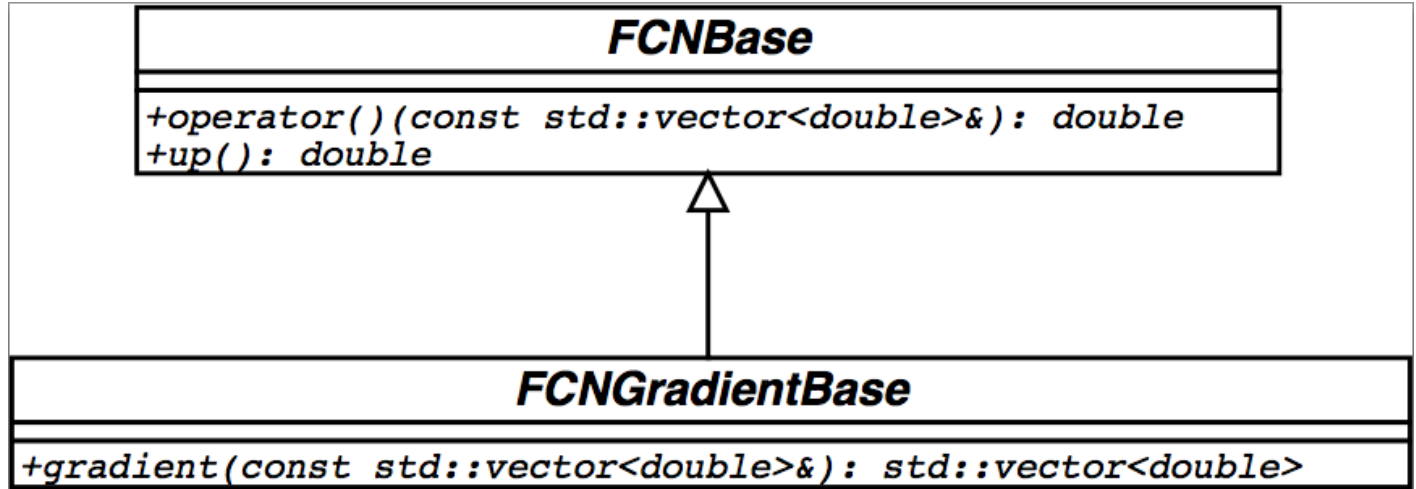 FCNBase
+operator()(const std::vector<double>&): double
+up(): double
FCNGradientBase
+gradient(const std::vector<double>&): std::vector<double>